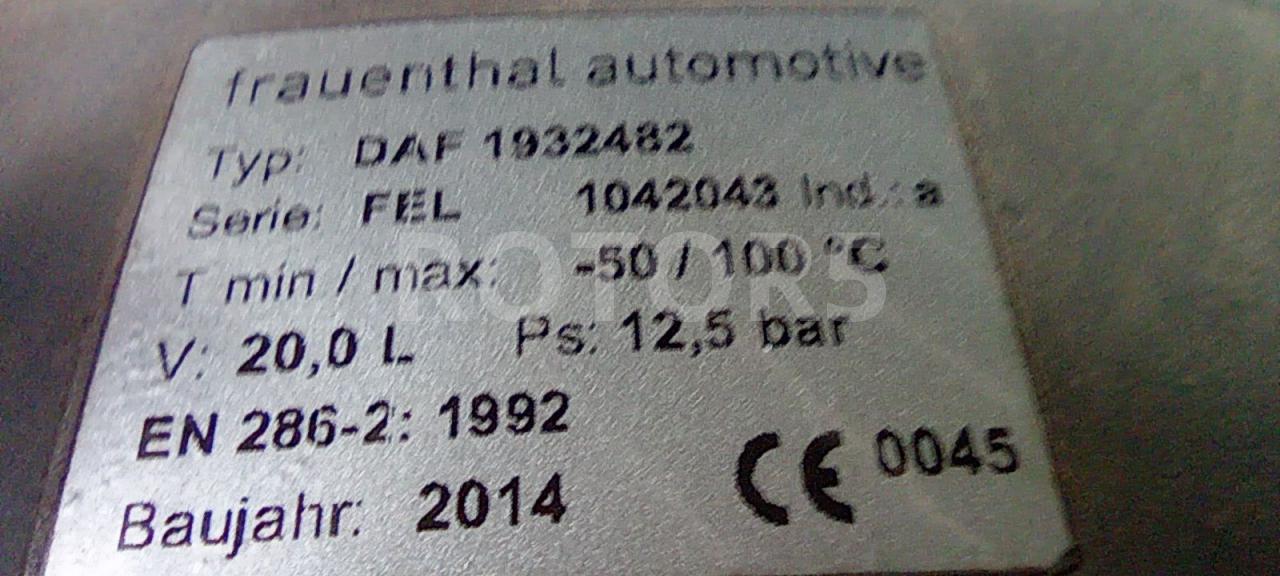 frauenthal automotive
Typ: DAF 1932482
Serie: FEL 1042043 Ind.: a
T min / max: -50 / 100 °C
V: 20,0 L Ps: 12,5 bar
EN 286-2: 1992
Baujahr: 2014 CE 0045
ROTOR5